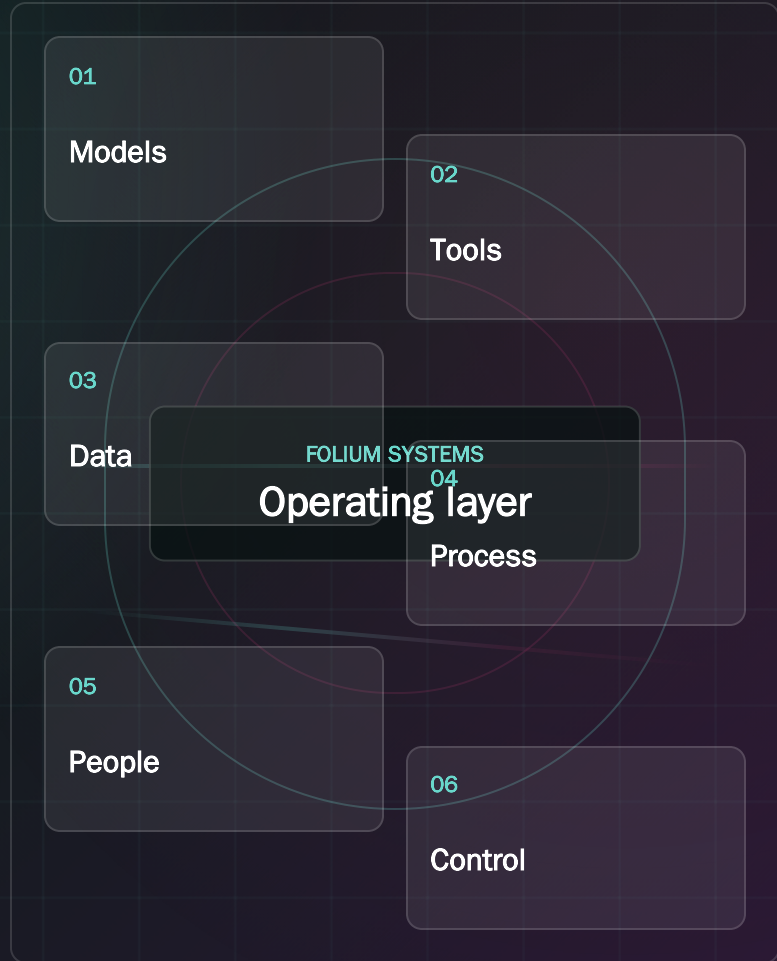 01
Models
02
Tools
03
Data
FOLIUM SYSTEMS
Operating layer
04
Process
05
People
06
Control